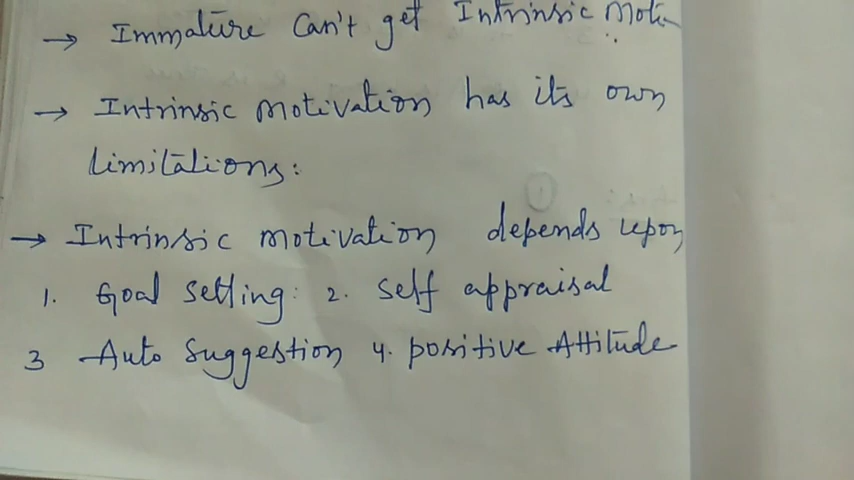 → Immature Can't get Intrinsic Moti
→ Intrinsic motivation has its own
limitations:
→ Intrinsic motivation depends upon
1. Goal setting: 2. self appraisal
3 Auto suggestion 4. positive Attitude